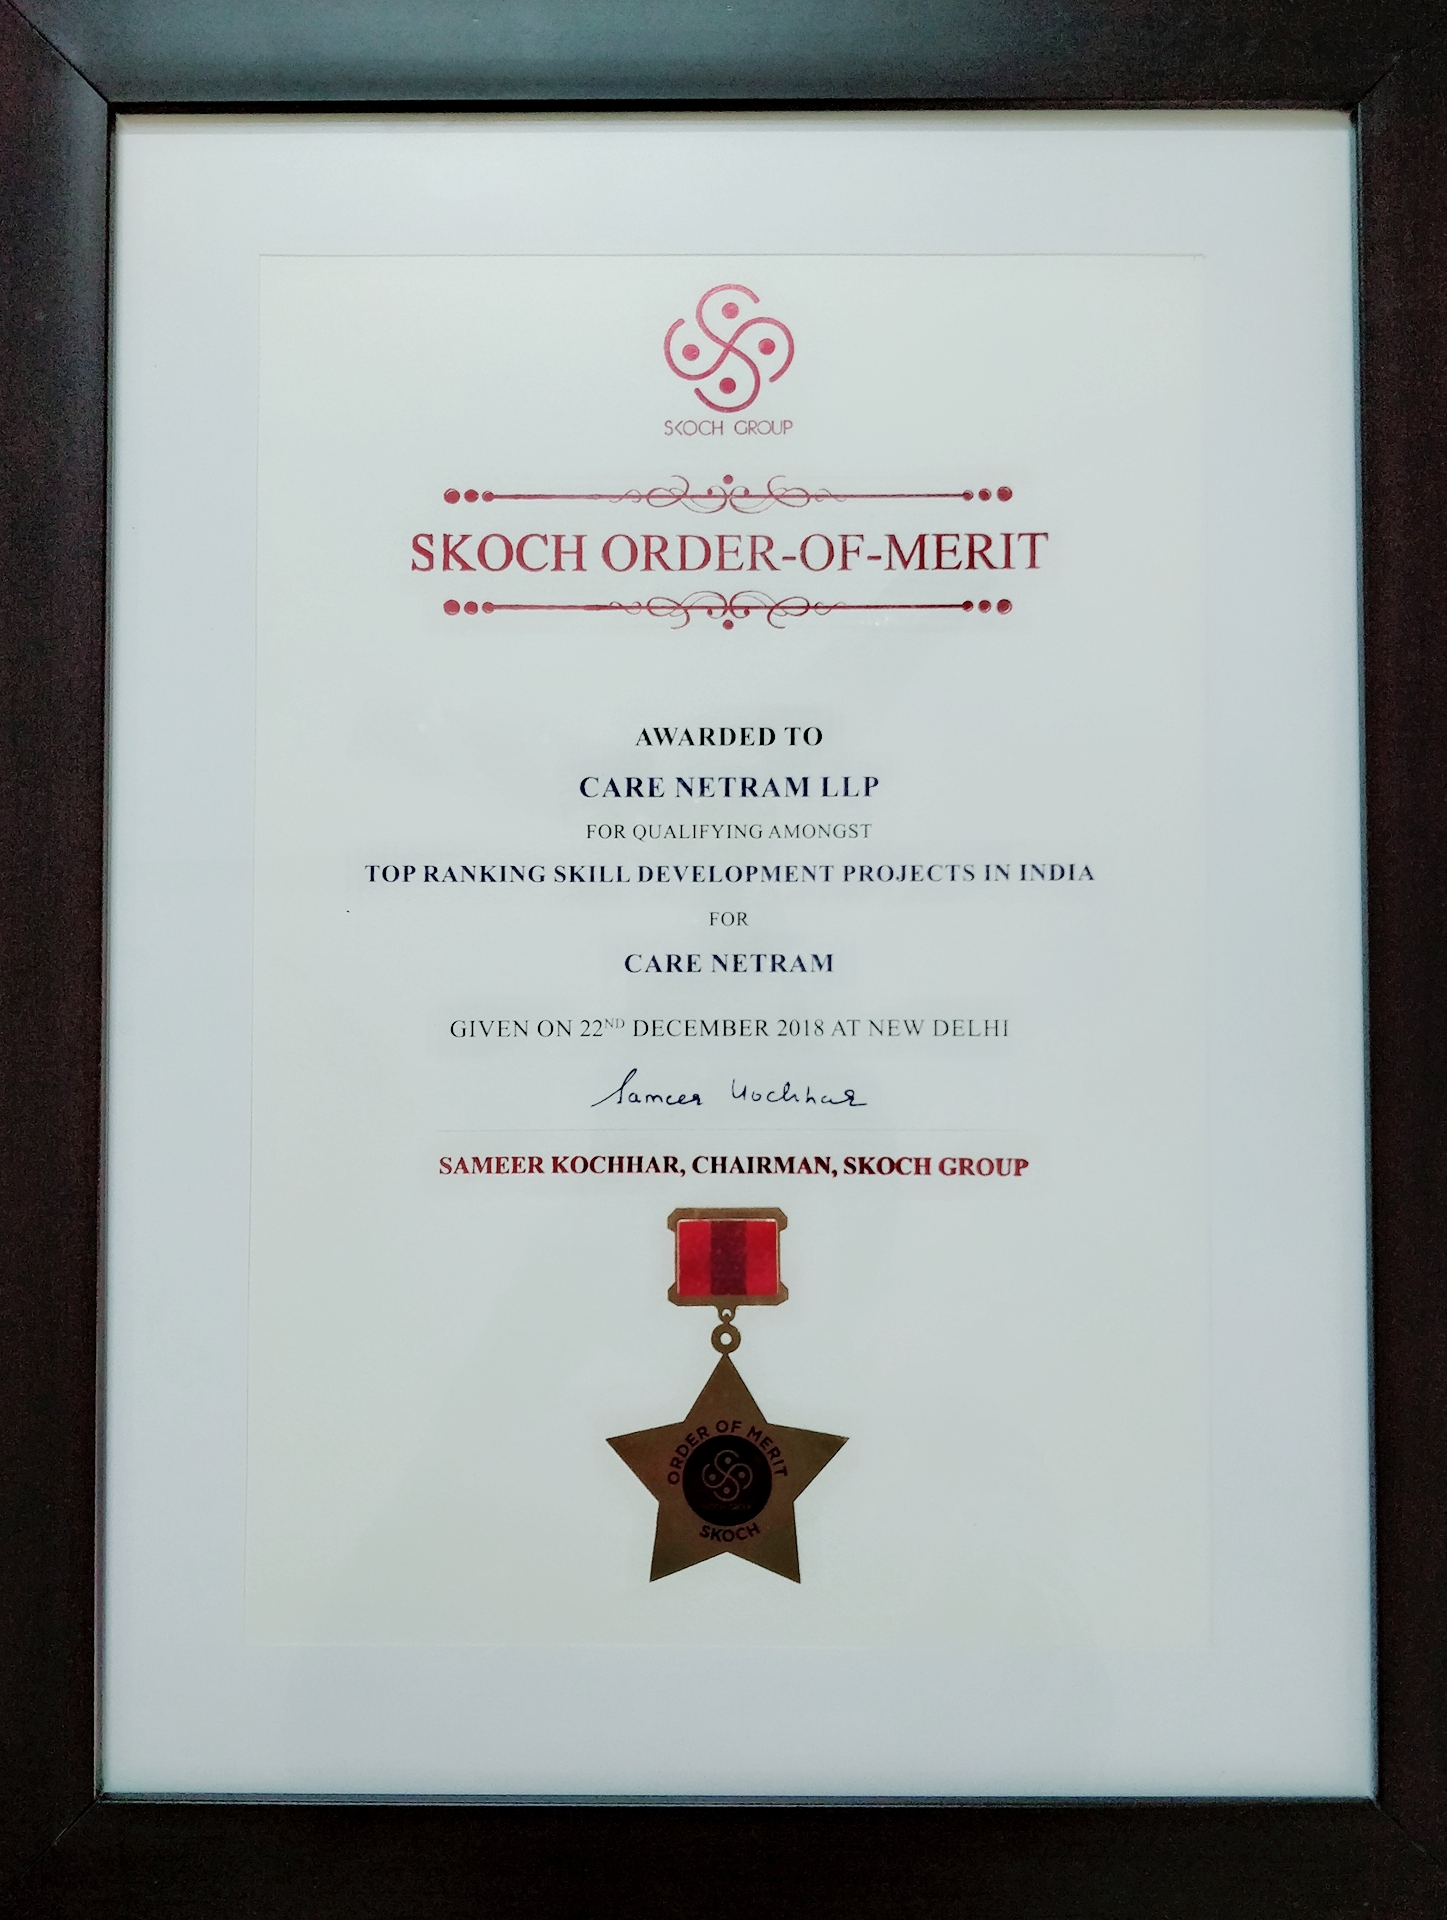 SKOCH GROUP
SKOCH ORDER-OF-MERIT
AWARDED TO
CARE NETRAM LLP
FOR QUALIFYING AMONGST
TOP RANKING SKILL DEVELOPMENT PROJECTS IN INDIA
FOR
CARE NETRAM
GIVEN ON 22ND DECEMBER 2018 AT NEW DELHI
Sameer Kochhar
SAMEER KOCHHAR, CHAIRMAN, SKOCH GROUP
ORDER OF MERIT
SKOCH